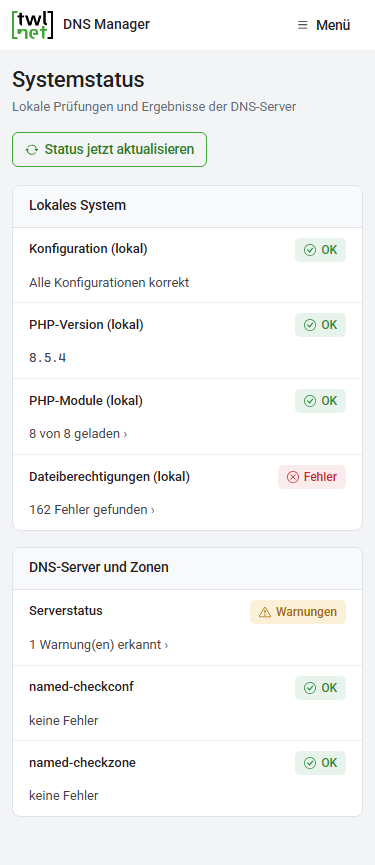 twl
net
DNS Manager
Menü
Systemstatus
Lokale Prüfungen und Ergebnisse der DNS-Server
Status jetzt aktualisieren
Lokales System
Konfiguration (lokal)
OK
Alle Konfigurationen korrekt
PHP-Version (lokal)
OK
8.5.4
PHP-Module (lokal)
OK
8 von 8 geladen ›
Dateiberechtigungen (lokal)
Fehler
162 Fehler gefunden ›
DNS-Server und Zonen
Serverstatus
Warnungen
1 Warnung(en) erkannt ›
named-checkconf
OK
keine Fehler
named-checkzone
OK
keine Fehler